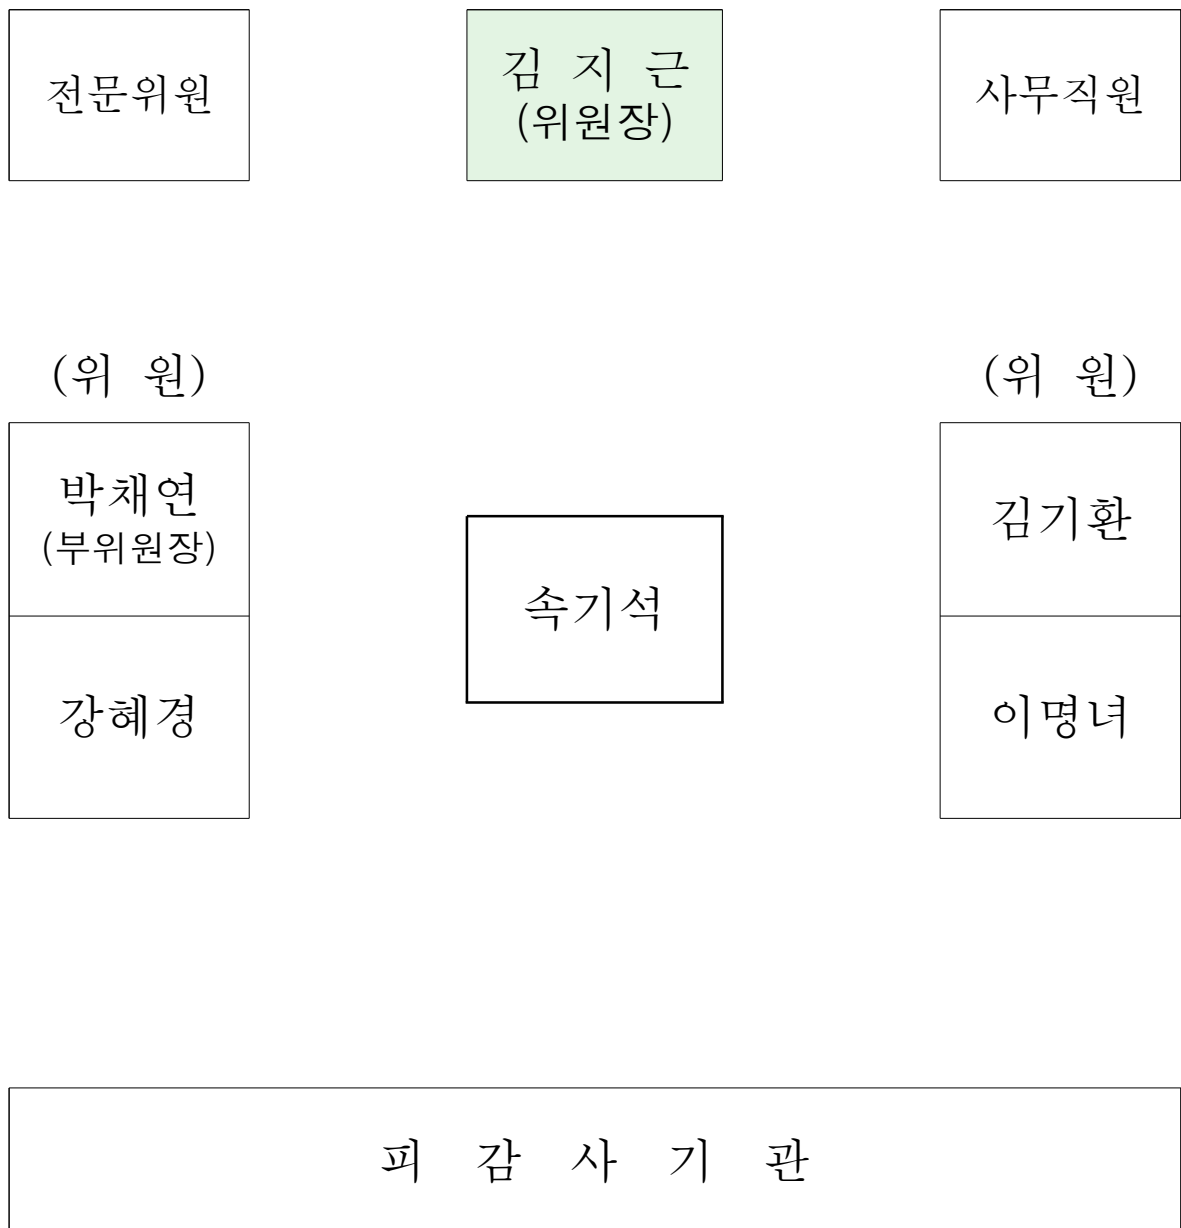 전문위원
김 지 근
(위원장)
사무직원
(위 원)
(위 원)
박채연
(부위원장)
김기환
속기석
강혜경
이명녀
피 감 사 기 관